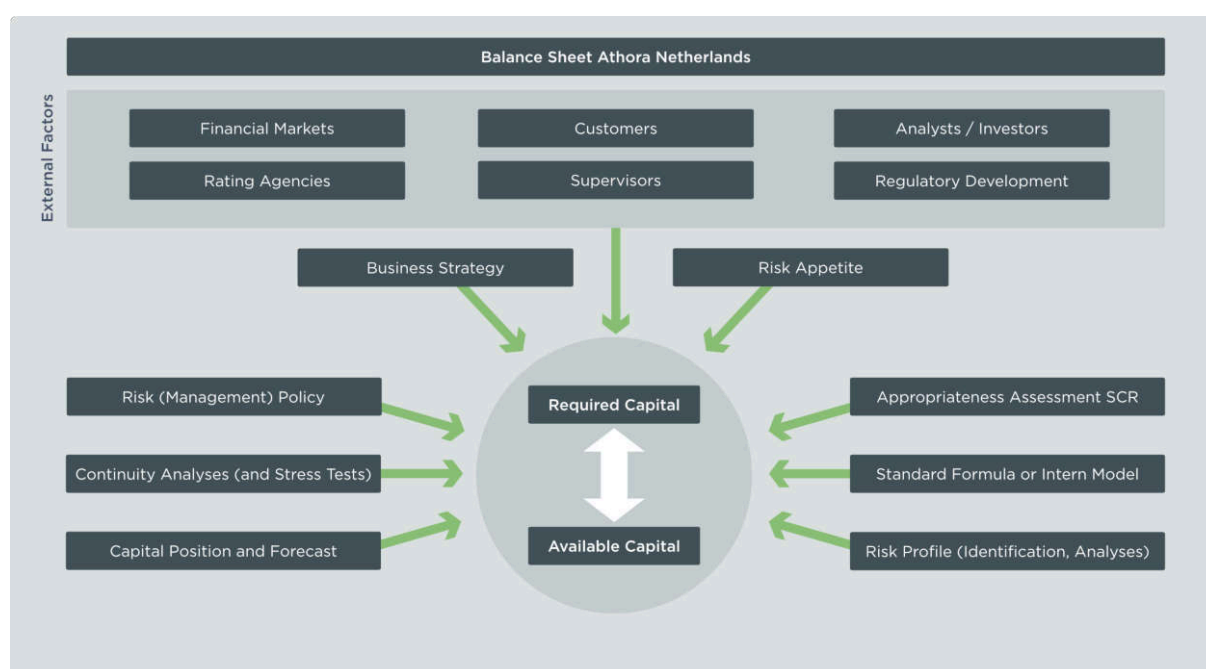 Balance Sheet Athora Netherlands
External Factors
Financial Markets
Customers
Analysts / Investors
Rating Agencies
Supervisors
Regulatory Development
Business Strategy
Risk Appetite
Risk (Management) Policy
Required Capital
Appropriateness Assessment SCR
Continuity Analyses (and Stress Tests)
Standard Formula or Intern Model
Capital Position and Forecast
Available Capital
Risk Profile (Identification, Analyses)